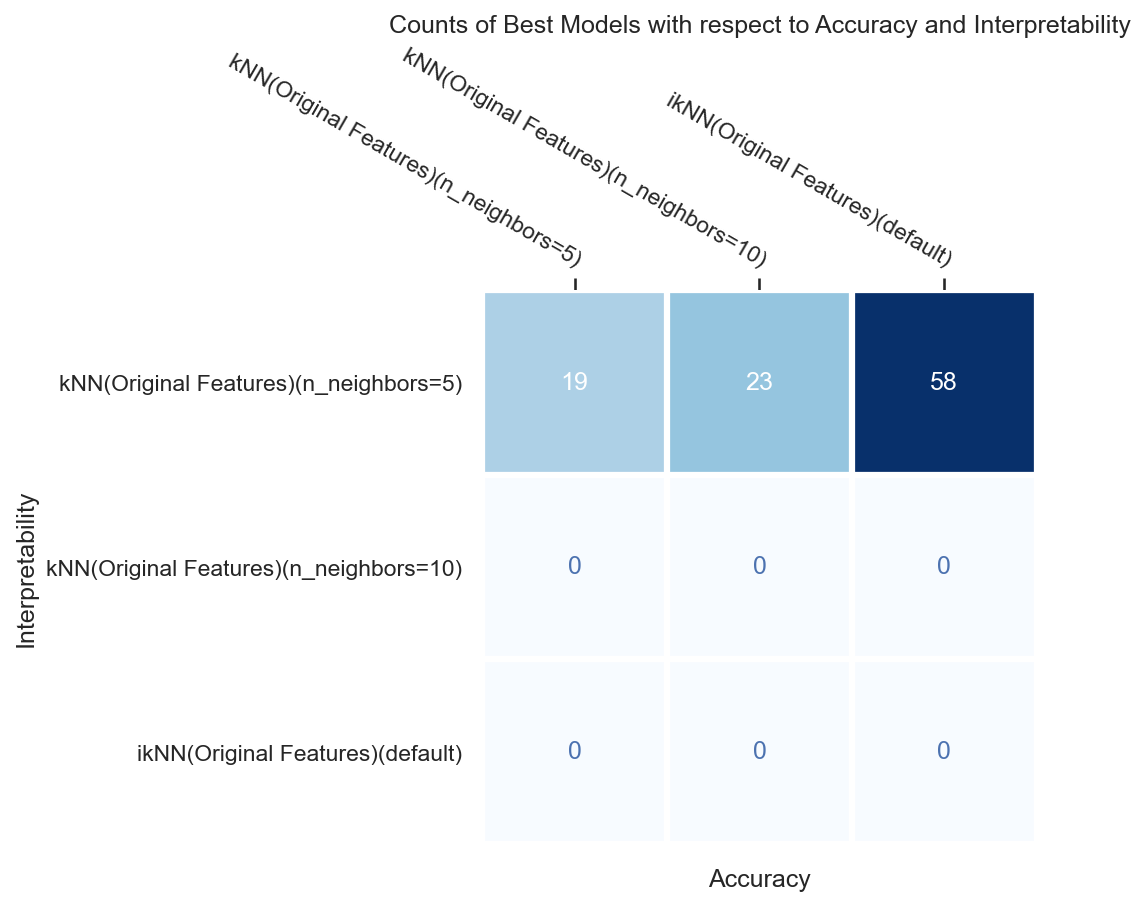 Counts of Best Models with respect to Accuracy and Interpretability
kNN(Original Features)(n_neighbors=5)
kNN(Original Features)(n_neighbors=10)
ikNN(Original Features)(default)
kNN(Original Features)(n_neighbors=5)
19
23
58
Interpretability
kNN(Original Features)(n_neighbors=10)
0
0
0
ikNN(Original Features)(default)
0
0
0
Accuracy